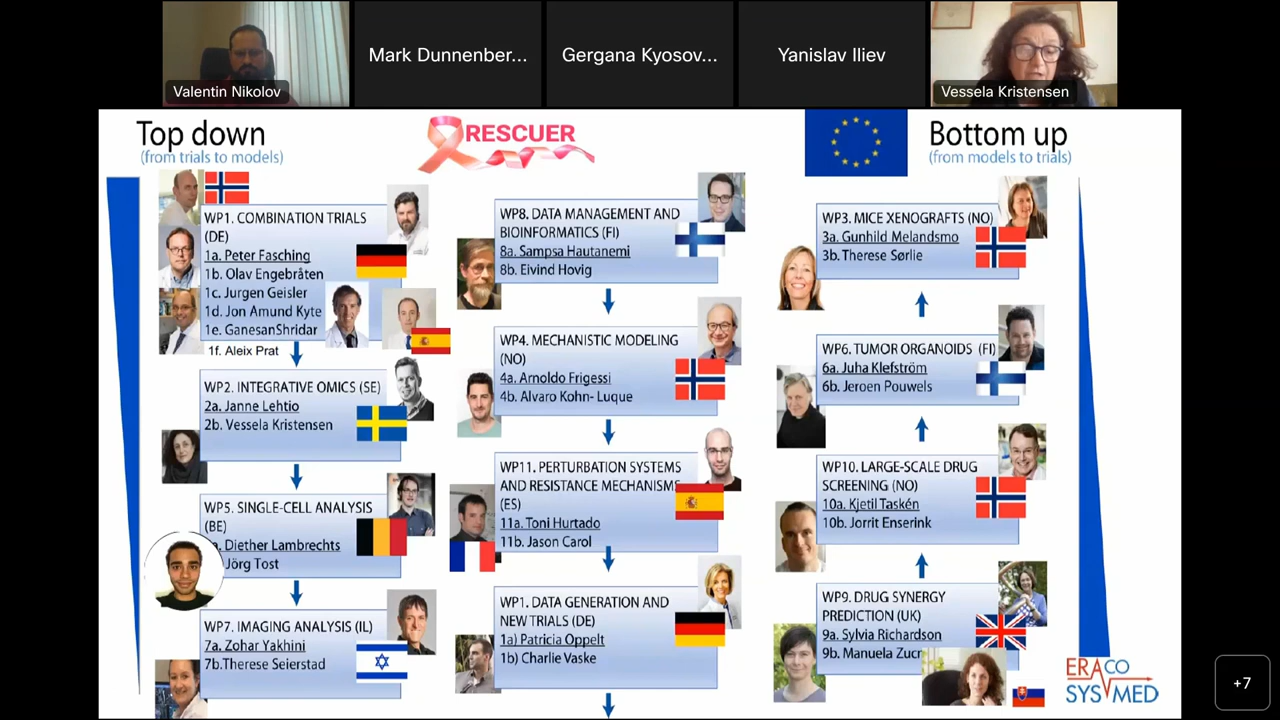 Mark Dunnenber...
Gergana Kyosov...
Yanislav Iliev
Valentin Nikolov
Vessela Kristensen
Top down
(from trials to models)
RESCUER
Bottom up
(from models to trials)
WP1. COMBINATION TRIALS
(DE)
1a. Peter Fasching
1b. Olav Engebråten
1c. Jurgen Geisler
1d. Jon Amund Kyte
1e. GanesanShridar
1f. Aleix Prat
WP2. INTEGRATIVE OMICS (SE)
2a. Janne Lehtio
2b. Vessela Kristensen
WP5. SINGLE-CELL ANALYSIS
(BE)
Diether Lambrechts
Jörg Tost
WP7. IMAGING ANALYSIS (IL)
7a. Zohar Yakhini
7b.Therese Seierstad
WP8. DATA MANAGEMENT AND
BIOINFORMATICS (FI)
8a. Sampsa Hautanemi
8b. Eivind Hovig
WP4. MECHANISTIC MODELING
(NO)
4a. Arnoldo Frigessi
4b. Alvaro Kohn- Luque
WP11. PERTURBATION SYSTEMS
AND RESISTANCE MECHANISMS
(ES)
11a. Toni Hurtado
11b. Jason Carol
WP1. DATA GENERATION AND
NEW TRIALS (DE)
1a) Patricia Oppelt
1b) Charlie Vaske
WP3. MICE XENOGRAFTS (NO)
3a. Gunhild Melandsmo
3b. Therese Sørlie
WP6. TUMOR ORGANOIDS (FI)
6a. Juha Klefström
6b. Jeroen Pouwels
WP10. LARGE-SCALE DRUG
SCREENING (NO)
10a. Kjetil Taskén
10b. Jorrit Enserink
WP9. DRUG SYNERGY
PREDICTION (UK)
9a. Sylvia Richardson
9b. Manuela Zucr
ERACO
SYSMED
+7